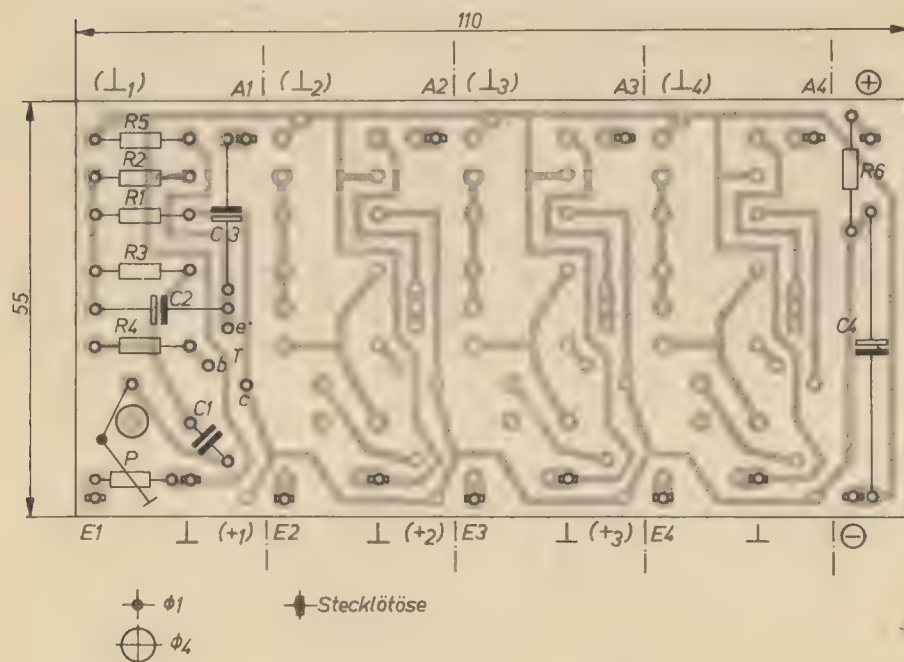 110
(⊥1) A1 (⊥2) A2 (⊥3) A3 (⊥4) A4 ⊕
R5
R2
R6
R1
C3
R3
55
C2
e
R4
C4
b T
c
C1
P
E1 ⊥ (+1) E2 ⊥ (+2) E3 ⊥ (+3) E4 ⊥ ⊖
ϕ1
Stecklötöse
ϕ4